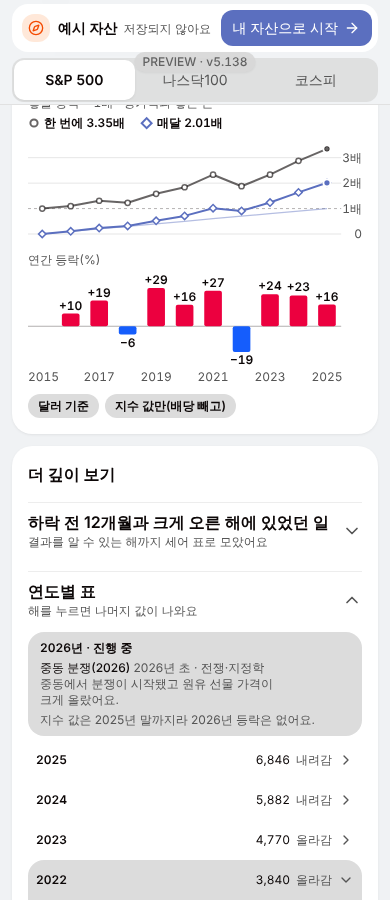 예시 자산 저장되지 않아요 내 자산으로 시작 →
PREVIEW · v5.138
S&P 500 나스닥100 코스피
한 번에 3.35배 매달 2.01배
3배
2배
1배
0
연간 등락(%)
+10 +19 −6 +29 +16 +27 −19 +24 +23 +16
2015 2017 2019 2021 2023 2025
달러 기준 지수 값만(배당 빼고)
더 깊이 보기
하락 전 12개월과 크게 오른 해에 있었던 일
결과를 알 수 있는 해까지 세어 표로 모았어요
연도별 표
해를 누르면 나머지 값이 나와요
2026년 · 진행 중
중동 분쟁(2026) 2026년 초 · 전쟁·지정학
중동에서 분쟁이 시작됐고 원유 선물 가격이
크게 올랐어요.
지수 값은 2025년 말까지라 2026년 등락은 없어요.
2025 6,846 내려감
2024 5,882 내려감
2023 4,770 올라감
2022 3,840 올라감